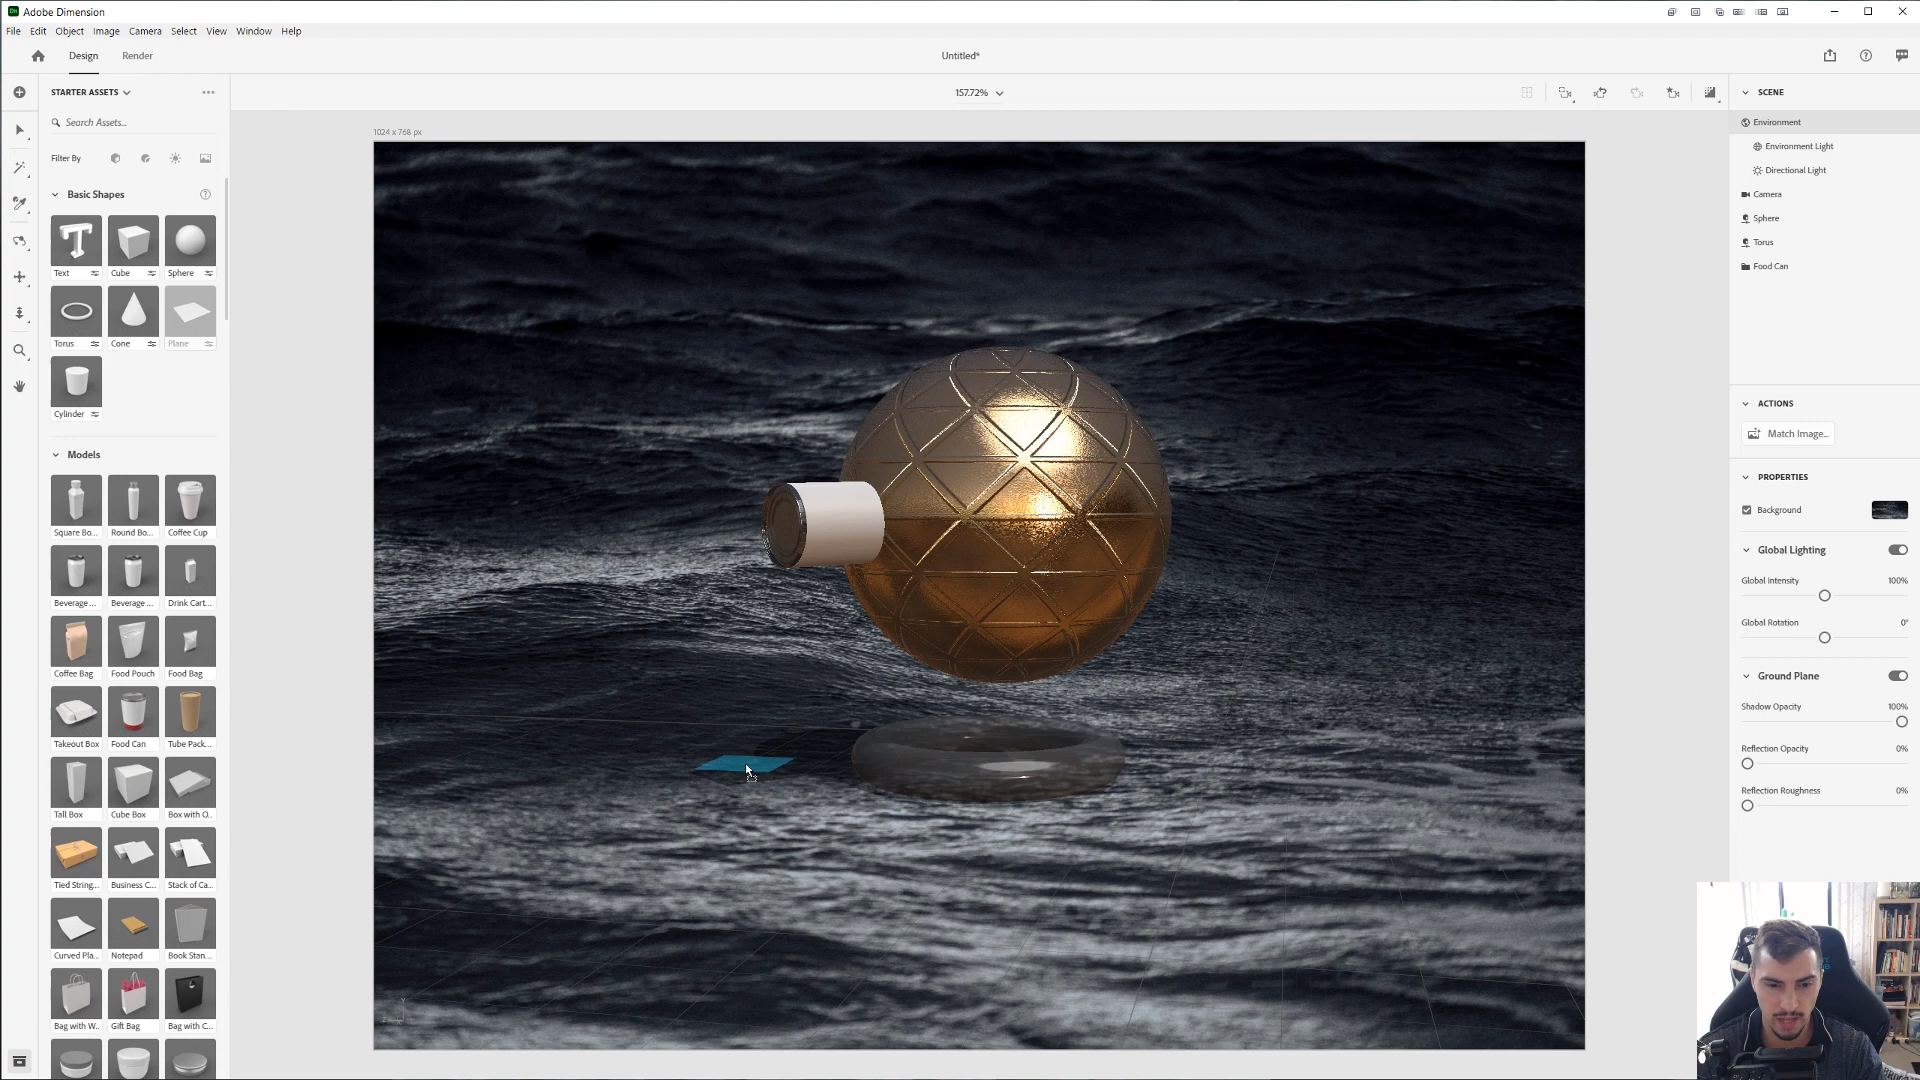 Adobe Dimension
File Edit Object Image Camera Select View Window Help
Design Render
Untitled*
STARTER ASSETS
157.72%
SCENE
Search Assets...
Environment
1024 x 768 px
Environment Light
Filter By
Directional Light
Basic Shapes
Camera
Sphere
Torus
Food Can
Text Cube Sphere
Torus Cone Plane
Cylinder
ACTIONS
Match Image...
Models
PROPERTIES
Background
Square Bo... Round Bo... Coffee Cup
Global Lighting
Global Intensity 100%
Beverage ... Beverage ... Drink Cart...
Global Rotation 0°
Coffee Bag Food Pouch Food Bag
Ground Plane
Shadow Opacity 100%
Takeout Box Food Can Tube Pack...
Reflection Opacity 0%
Reflection Roughness 0%
Tall Box Cube Box Box with O...
Tied String... Business C... Stack of Ca...
Curved Pla... Notepad Book Stan...
Bag with W... Gift Bag Bag with C...